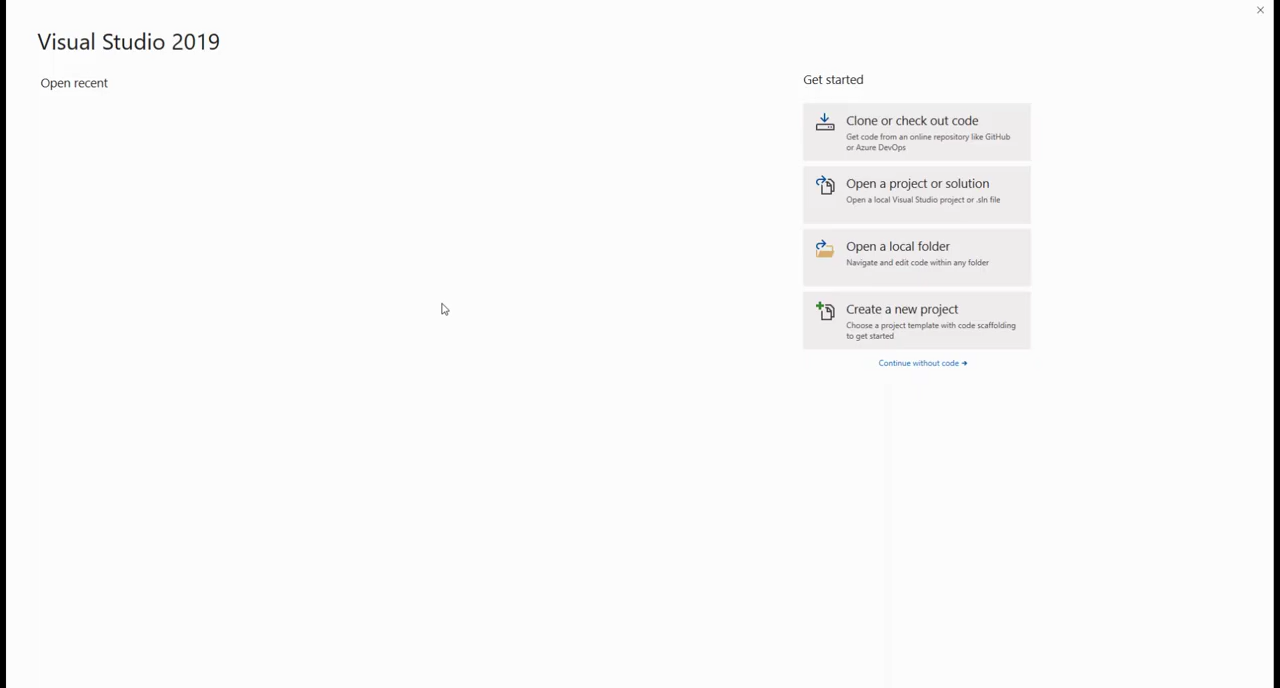 Visual Studio 2019
Open recent
Get started
Clone or check out code
Get code from an online repository like GitHub
or Azure DevOps
Open a project or solution
Open a local Visual Studio project or .sln file
Open a local folder
Navigate and edit code within any folder
Create a new project
Choose a project template with code scaffolding
to get started
Continue without code →